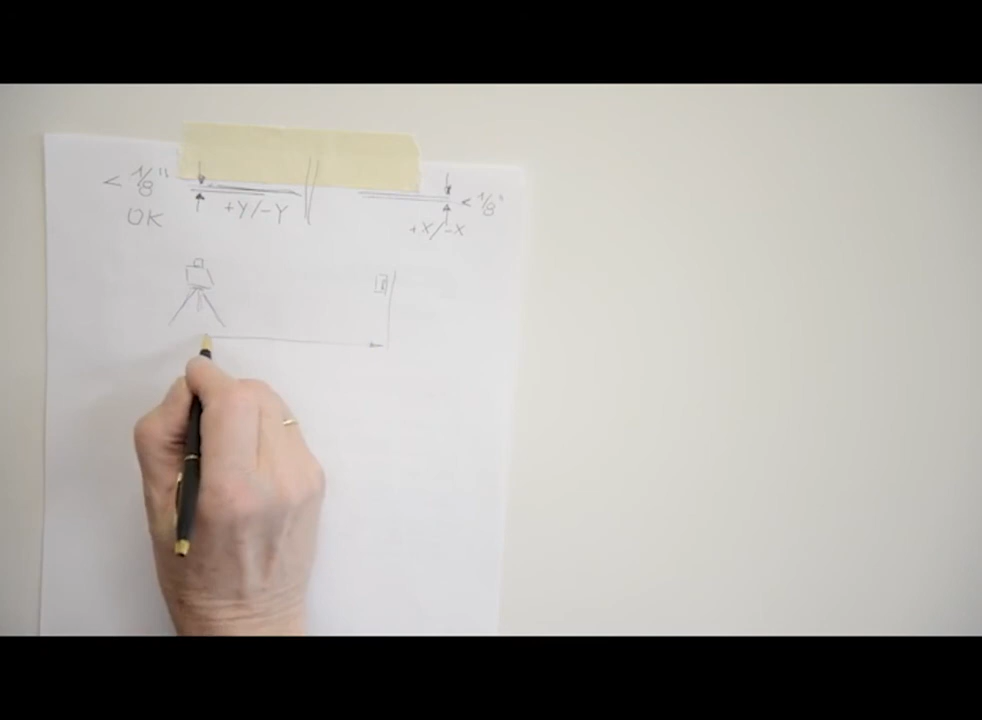 < 1/8"
OK
+Y/-Y
< 1/8"
+X/-X